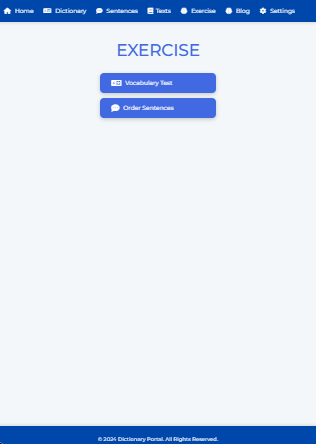 Home Dictionary Sentences Texts Exercise Blog Settings
EXERCISE
Vocabulary Test
Order Sentences
© 2024 Dictionary Portal. All Rights Reserved.